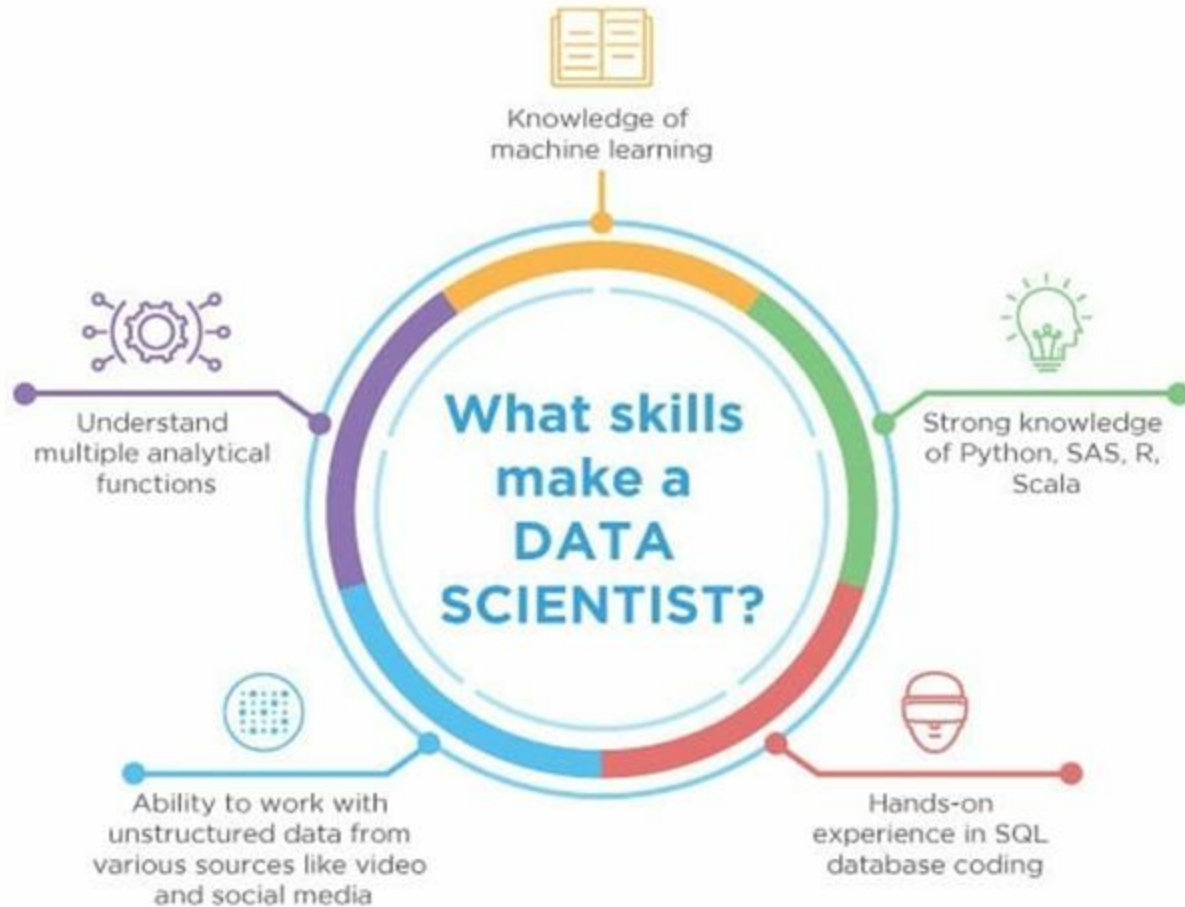 Knowledge of
machine learning
Understand
multiple analytical
functions
What skills
make a
DATA
SCIENTIST?
Strong knowledge
of Python, SAS, R,
Scala
Ability to work with
unstructured data from
various sources like video
and social media
Hands-on
experience in SQL
database coding